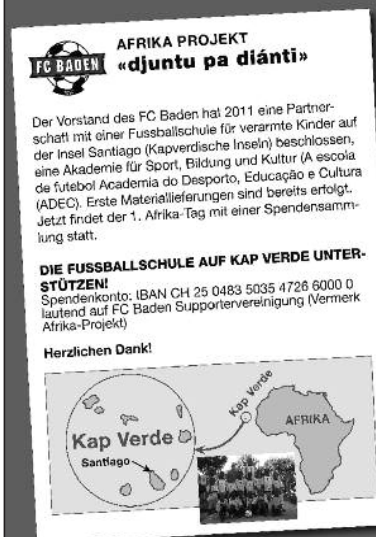 AFRIKA PROJEKT
FC BADEN
«djuntu pa diánti»
Der Vorstand des FC Baden hat 2011 eine Partner-
schaft mit einer Fussballschule für verarmte Kinder auf
der Insel Santiago (Kapverdische Inseln) beschlossen,
eine Akademie für Sport, Bildung und Kultur (A escola
de futebol Academia do Desporto, Educação e Cultura
(ADEC). Erste Materiallieferungen sind bereits erfolgt.
Jetzt findet der 1. Afrika-Tag mit einer Spendensamm-
lung statt.
DIE FUSSBALLSCHULE AUF KAP VERDE UNTER-
STÜTZEN!
Spendenkonto: IBAN CH 25 0483 5035 4726 6000 0
lautend auf FC Baden Supportervereinigung (Vermerk
Afrika-Projekt)
Herzlichen Dank!
Kap Verde
AFRIKA
Kap Verde
Santiago